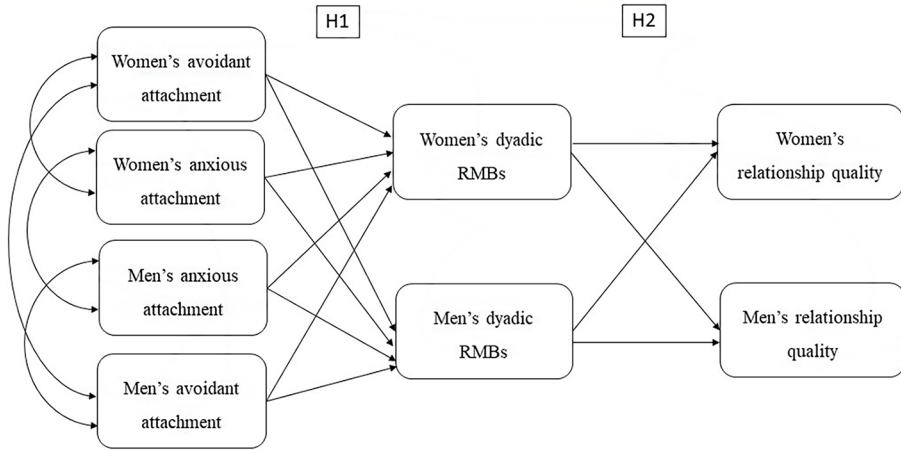 H1
H2
Women’s avoidant
attachment
Women’s anxious
attachment
Men’s anxious
attachment
Men’s avoidant
attachment
Women’s dyadic
RMBs
Men’s dyadic
RMBs
Women’s
relationship quality
Men’s relationship
quality